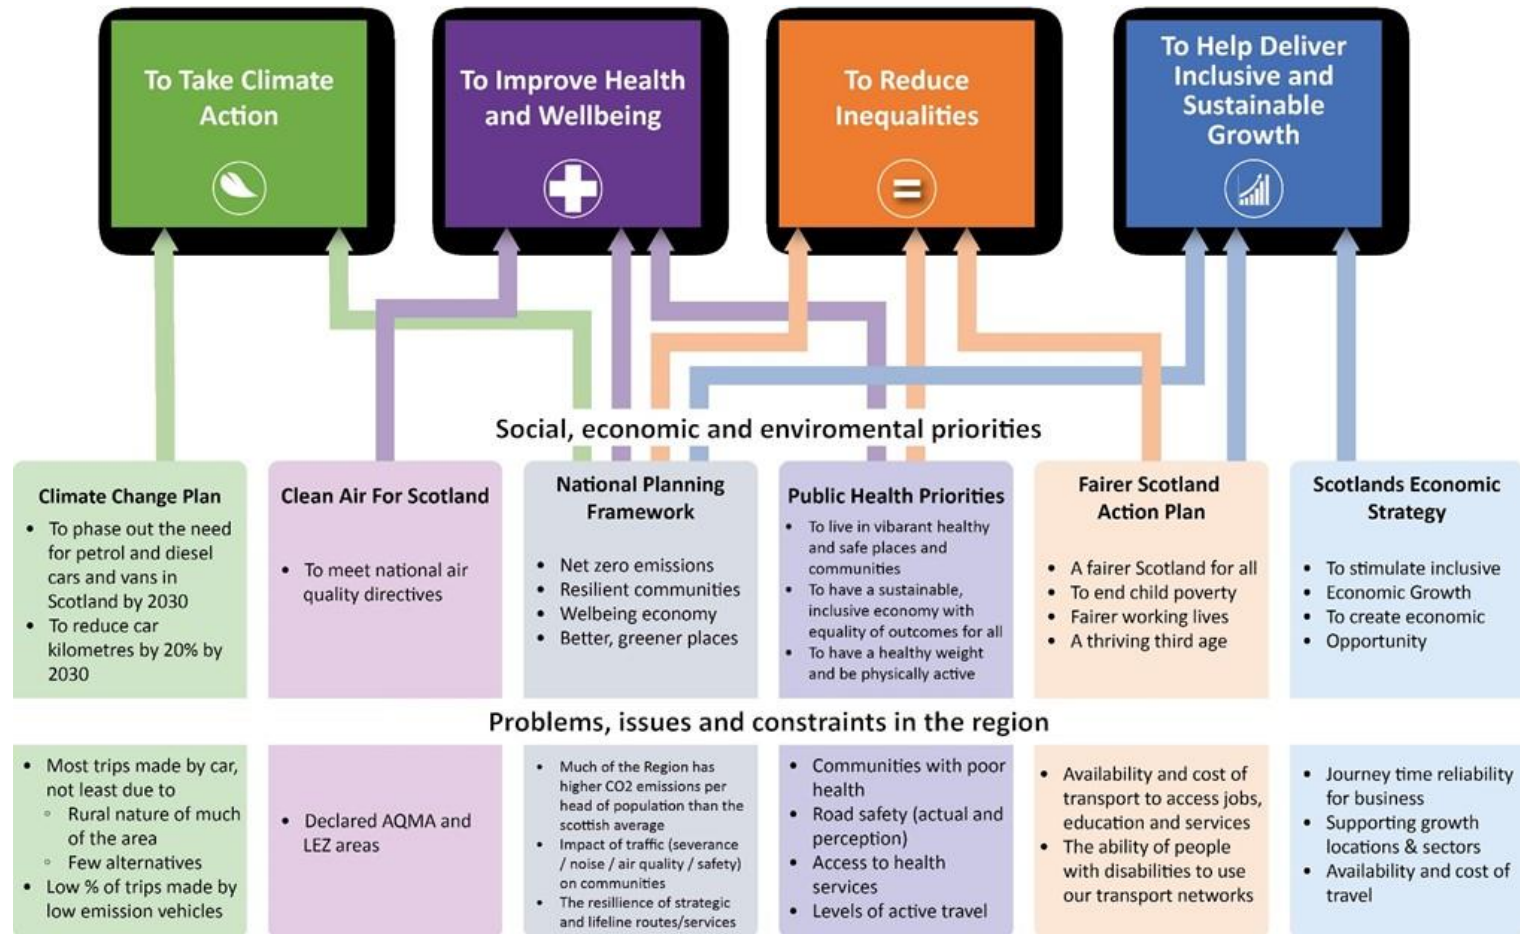 To Take Climate
Action
To Improve Health
and Wellbeing
To Reduce
Inequalities
To Help Deliver
Inclusive and
Sustainable
Growth
Social, economic and enviromental priorities
Climate Change Plan
• To phase out the need
for petrol and diesel
cars and vans in
Scotland by 2030
• To reduce car
kilometres by 20% by
2030
Clean Air For Scotland
• To meet national air
quality directives
National Planning
Framework
• Net zero emissions
• Resilient communities
• Wellbeing economy
• Better, greener places
Public Health Priorities
• To live in vibarant healthy
and safe places and
communities
• To have a sustainable,
inclusive economy with
equality of outcomes for all
• To have a healthy weight
and be physically active
Fairer Scotland
Action Plan
• A fairer Scotland for all
• To end child poverty
• Fairer working lives
• A thriving third age
Scotlands Economic
Strategy
• To stimulate inclusive
• Economic Growth
• To create economic
• Opportunity
Problems, issues and constraints in the region
• Most trips made by car,
not least due to
◦ Rural nature of much
of the area
◦ Few alternatives
• Low % of trips made by
low emission vehicles
• Declared AQMA and
LEZ areas
• Much of the Region has
higher CO2 emissions per
head of population than the
scottish average
• Impact of traffic (severance
/ noise / air quality / safety)
on communities
• The resillience of strategic
and lifeline routes/services
• Communities with poor
health
• Road safety (actual and
perception)
• Access to health
services
• Levels of active travel
• Availability and cost of
transport to access jobs,
education and services
• The ability of people
with disabilities to use
our transport networks
• Journey time reliability
for business
• Supporting growth
locations & sectors
• Availability and cost of
travel